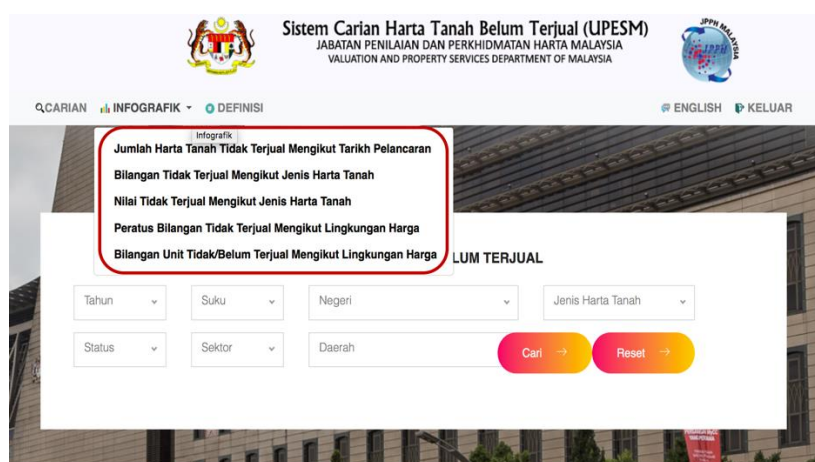 Sistem Carian Harta Tanah Belum Terjual (UPESM)
JABATAN PENILAIAN DAN PERKHIDMATAN HARTA MALAYSIA
VALUATION AND PROPERTY SERVICES DEPARTMENT OF MALAYSIA
CARIAN INFOGRAFIK DEFINISI ENGLISH KELUAR
Infografik
Jumlah Harta Tanah Tidak Terjual Mengikut Tarikh Pelancaran
Bilangan Tidak Terjual Mengikut Jenis Harta Tanah
Nilai Tidak Terjual Mengikut Jenis Harta Tanah
Peratus Bilangan Tidak Terjual Mengikut Lingkungan Harga
Bilangan Unit Tidak/Belum Terjual Mengikut Lingkungan Harga
LUM TERJUAL
Tahun Suku Negeri Jenis Harta Tanah
Status Sektor Daerah Cari Reset